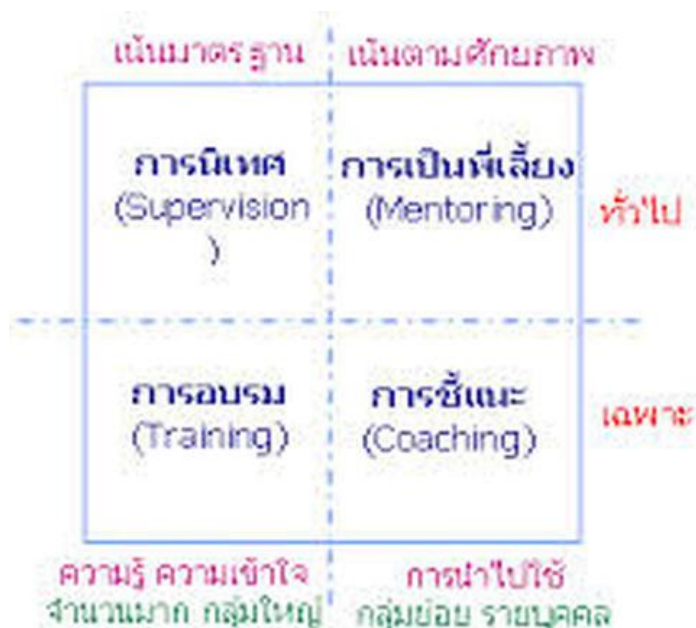 เน้นมาตรฐาน เน้นตามศักยภาพ
การนิเทศ
(Supervision
)
การเป็นพี่เลี้ยง
(Mentoring)
ทั่วไป
การอบรม
(Training)
การชี้แนะ
(Coaching)
เฉพาะ
ความรู้ ความเข้าใจ
จำนวนมาก กลุ่มใหญ่
การนำไปใช้
กลุ่มย่อย รายบุคคล